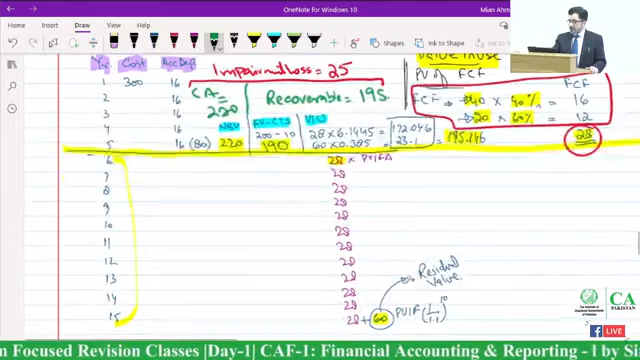 OneNote for Windows 10
Mian Ahm
Home Insert Draw View Help
Ink to Shape Ink to
Yr Cost Acc Dep
Impairment Loss = 25
Value in use
PV of FCF
1 300 16
2 16
3 16
4 16
5 16 (80)
CA = 220
Recoverable = 195
NBV
220
FV-CTS
200-10
190
VIU
28 x 6.1445 172.046
60 x 0.385 23.1
= 195.146
FCF
FCF → 40 x 40% = 16
→ 20 x 60% = 12
28
6 28 x PVIFA
7 28
8 28
9 28
10 28
11 28
12 28
13 28
14 28
15 28 + 60 PVIF (1/1.1)^10
Residual Value
The Institute of Chartered Accountants of Pakistan
CA
PAKISTAN
n Focused Revision Classes |Day-1| CAF-1: Financial Accounting & Reporting - I by Si